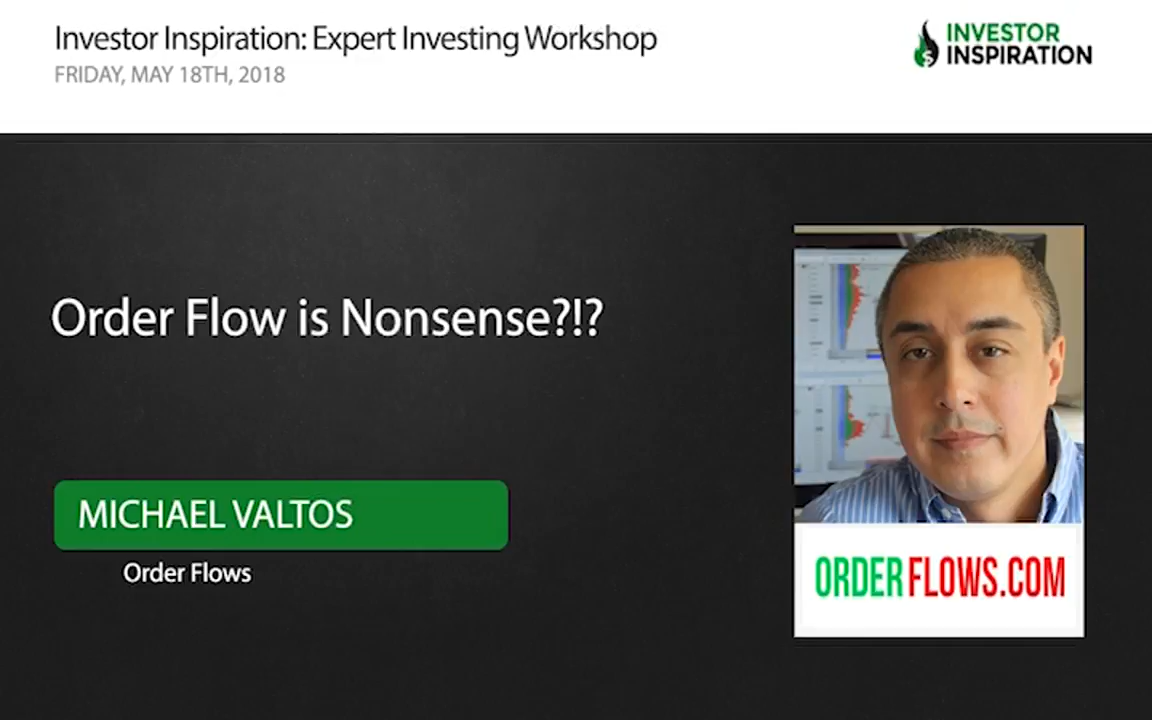 Investor Inspiration: Expert Investing Workshop
FRIDAY, MAY 18TH, 2018
INVESTOR
INSPIRATION
Order Flow is Nonsense?!?
MICHAEL VALTOS
Order Flows
ORDERFLOWS.COM